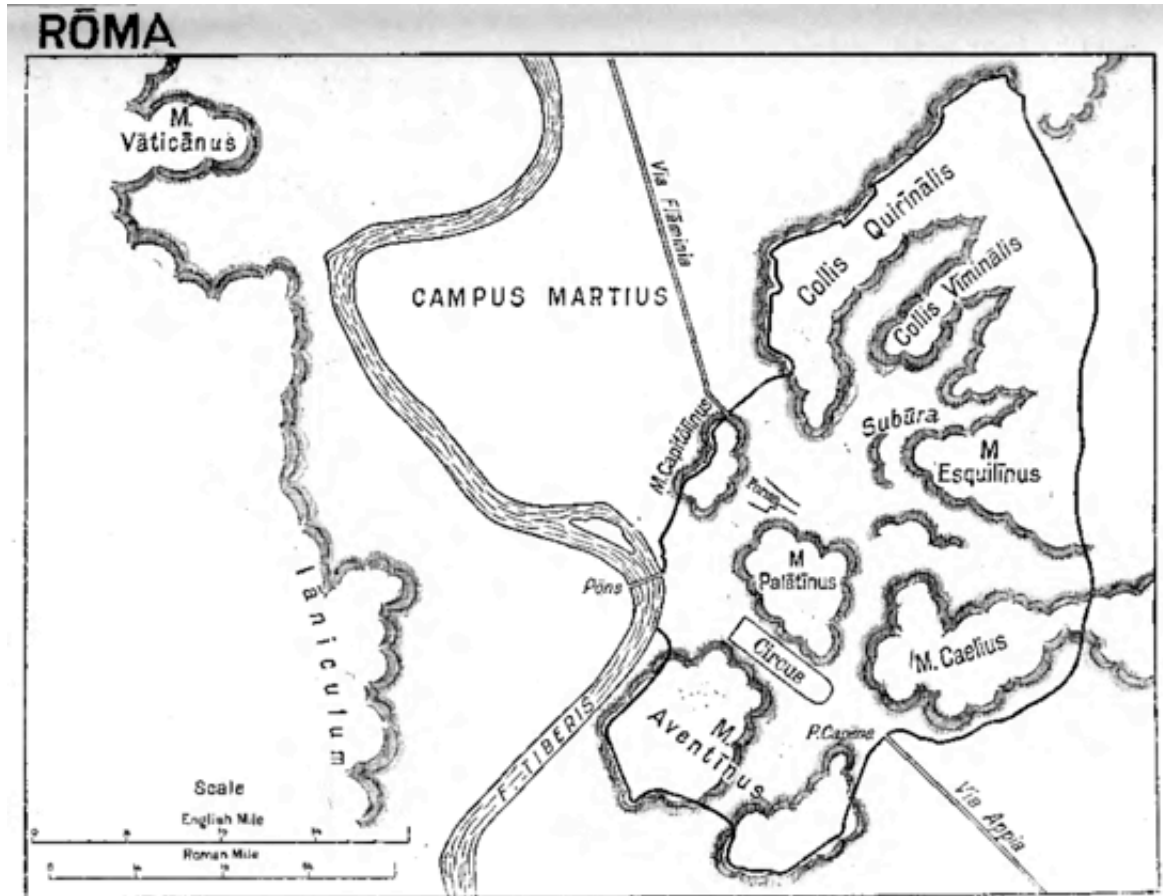 RŌMA
M.
Vāticānus
Via Flāminia
Collis Quirīnālis
Collis Vīminālis
CAMPUS MARTIUS
M. Capitōlīnus
Subūra
M
Esquilīnus
Forum
M
Palātīnus
Pōns
Circus
M. Caelius
Iāniculum
F. TIBERIS
M.
Aventīnus
P. Capēna
Via Appia
Scale
English Mile
Roman Mile